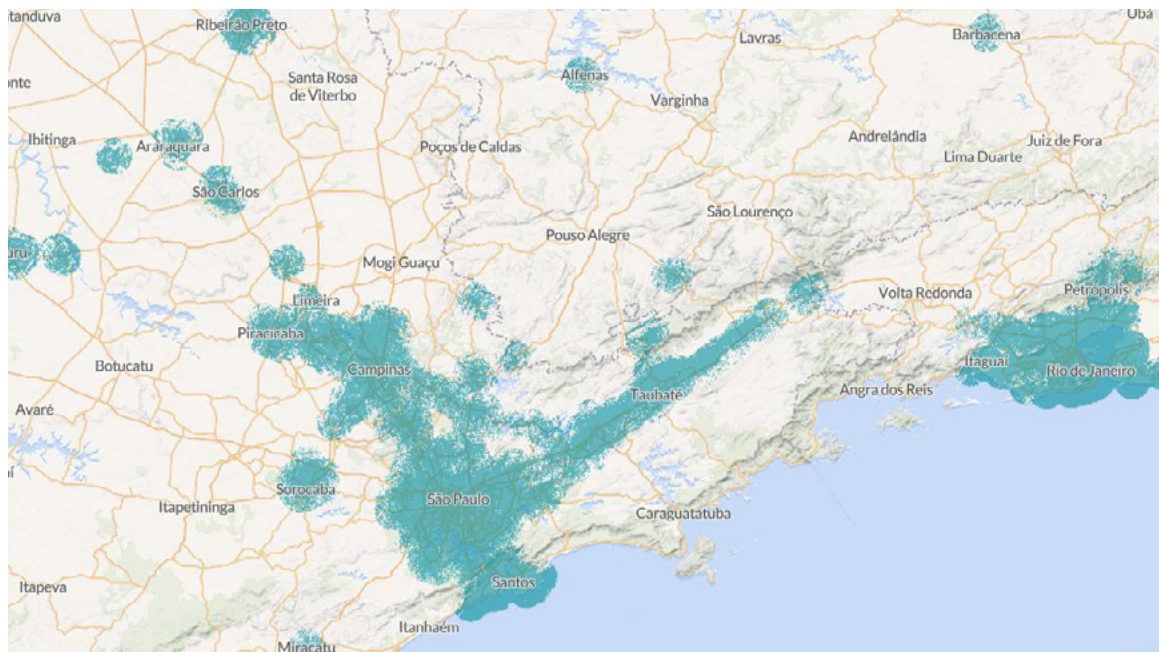 atanduva
Ribeirão Preto
Ubá
Lavras
Barbacena
Santa Rosa
de Viterbo
Alfenas
onte
Varginha
Ibitinga
Araraquara
Poços de Caldas
Andrelândia
Juiz de Fora
Lima Duarte
São Carlos
São Lourenço
Pouso Alegre
uru
Mogi Guaçu
Limeira
Volta Redonda
Petrópolis
Piracicaba
Botucatu
Campinas
Itaguaí
Rio de Janeiro
Taubaté
Angra dos Reis
Avaré
Sorocaba
São Paulo
Itapetininga
Caraguatatuba
Itapeva
Santos
Itanhaém
Miracatu